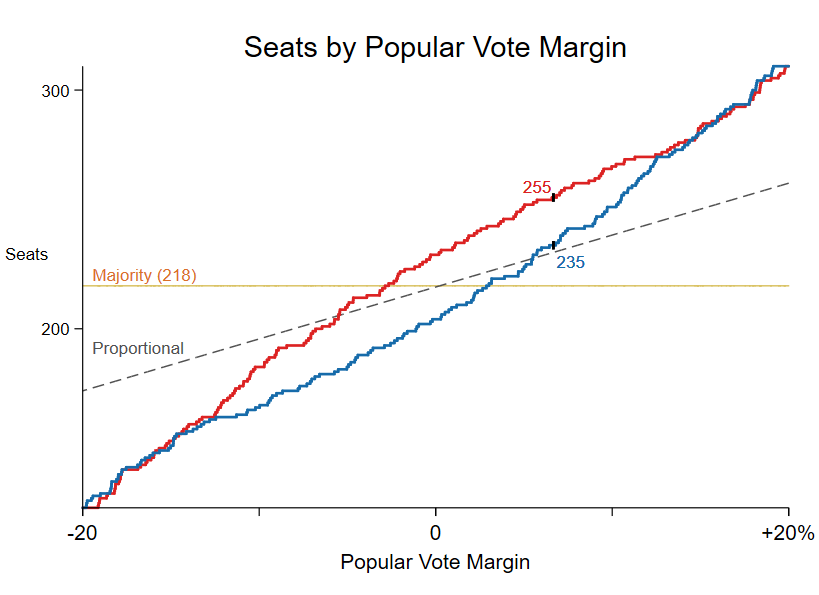 Seats by Popular Vote Margin
300
255
Seats
235
Majority (218)
200
Proportional
-20
0
+20%
Popular Vote Margin